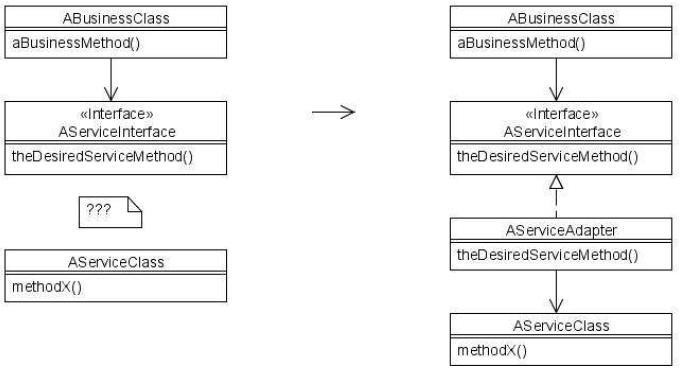 ABusinessClass
aBusinessMethod()
«Interface»
AServiceInterface
theDesiredServiceMethod()
???
AServiceClass
methodX()
ABusinessClass
aBusinessMethod()
«Interface»
AServiceInterface
theDesiredServiceMethod()
AServiceAdapter
theDesiredServiceMethod()
AServiceClass
methodX()